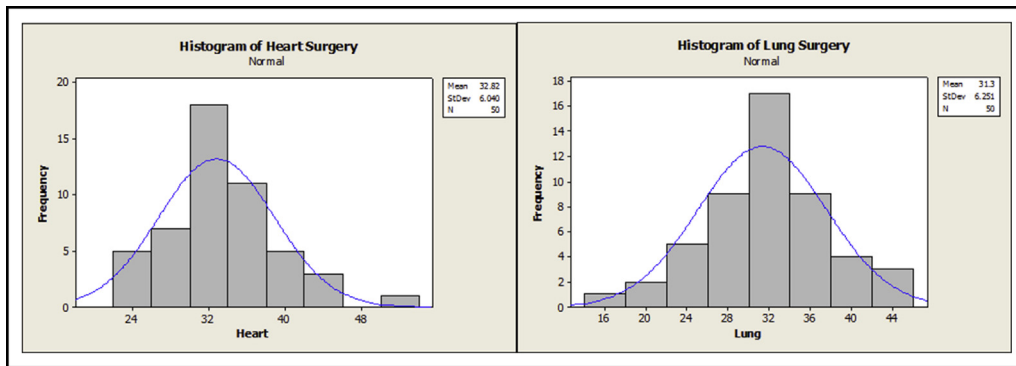 Histogram of Heart Surgery
Normal
Mean 32.82
StDev 6.040
N 50
20
15
10
5
0
Frequency
24 32 40 48
Heart
Histogram of Lung Surgery
Normal
Mean 31.3
StDev 6.251
N 50
18
16
14
12
10
8
6
4
2
0
Frequency
16 20 24 28 32 36 40 44
Lung